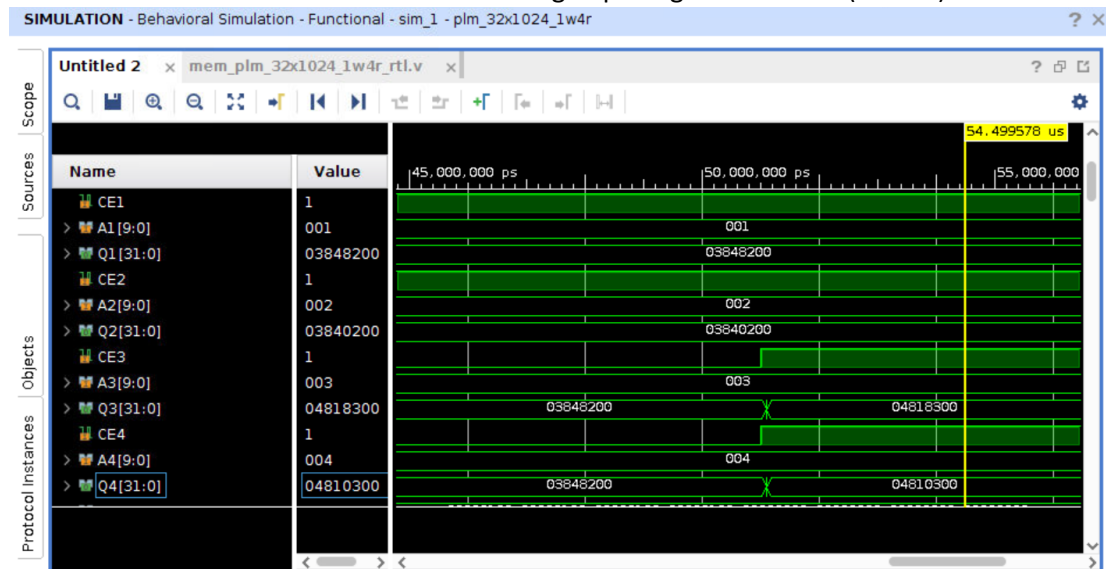 SIMULATION - Behavioral Simulation - Functional - sim_1 - plm_32x1024_1w4r ? ×
Untitled 2 × mem_plm_32x1024_1w4r_rtl.v × ?
Scope
Sources
Objects
Protocol Instances
54.499578 us
Name Value 45,000,000 ps 50,000,000 ps 55,000,000
CE1 1
A1[9:0] 001 001
Q1[31:0] 03848200 03848200
CE2 1
A2[9:0] 002 002
Q2[31:0] 03840200 03840200
CE3 1
A3[9:0] 003 003
Q3[31:0] 04818300 03848200 04818300
CE4 1
A4[9:0] 004 004
Q4[31:0] 04810300 03848200 04810300